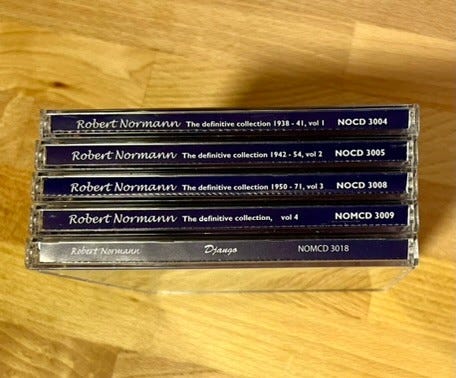 Robert Normann The definitive collection 1938 - 41, vol 1 NOCD 3004
Robert Normann The definitive collection 1942 - 54, vol 2 NOCD 3005
Robert Normann The definitive collection 1950 - 71, vol 3 NOCD 3008
Robert Normann The definitive collection, vol 4 NOMCD 3009
Robert Normann Django NOMCD 3018